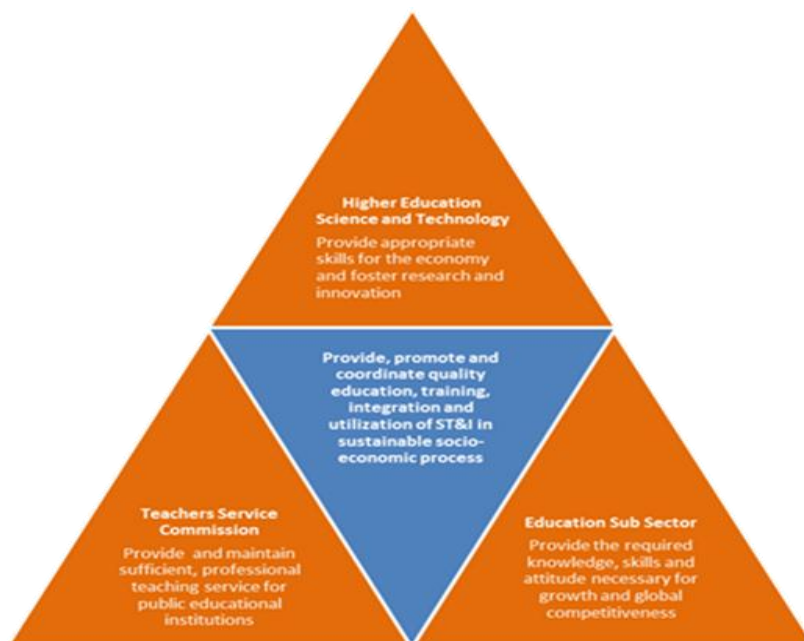 Higher Education
Science and Technology
Provide appropriate
skills for the economy
and foster research and
innovation
Provide, promote and
coordinate quality
education, training,
integration and
utilization of ST&I in
sustainable socio-
economic process
Teachers Service
Commission
Provide and maintain
sufficient, professional
teaching service for
public educational
institutions
Education Sub Sector
Provide the required
knowledge, skills and
attitude necessary for
growth and global
competitiveness